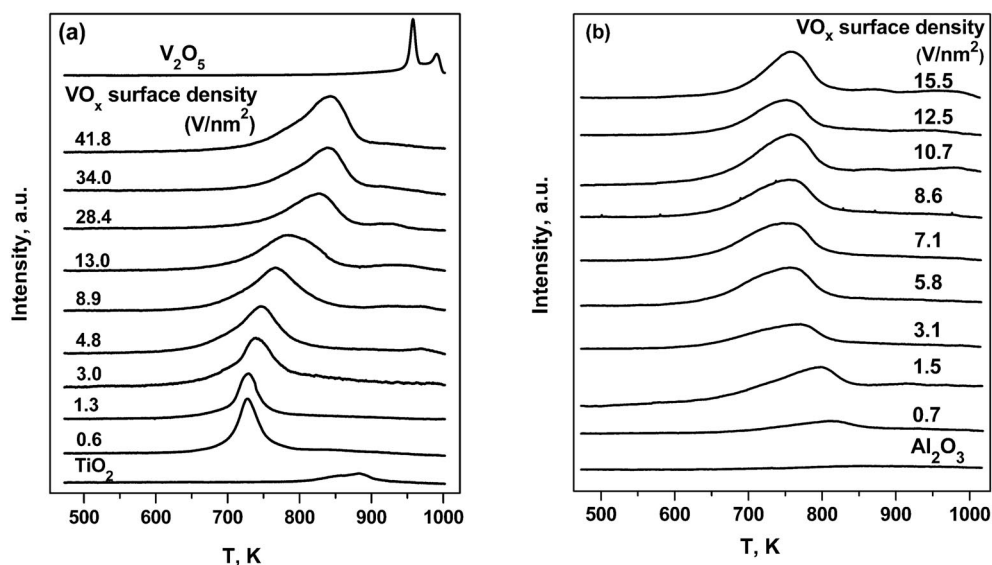 (a)
V₂O₅
VOₓ surface density
(V/nm²)
41.8
34.0
28.4
13.0
8.9
4.8
3.0
1.3
0.6
TiO₂
Intensity, a.u.
500 600 700 800 900 1000
T, K
(b)
VOₓ surface density
(V/nm²)
15.5
12.5
10.7
8.6
7.1
5.8
3.1
1.5
0.7
Al₂O₃
Intensity, a.u.
500 600 700 800 900 1000
T, K